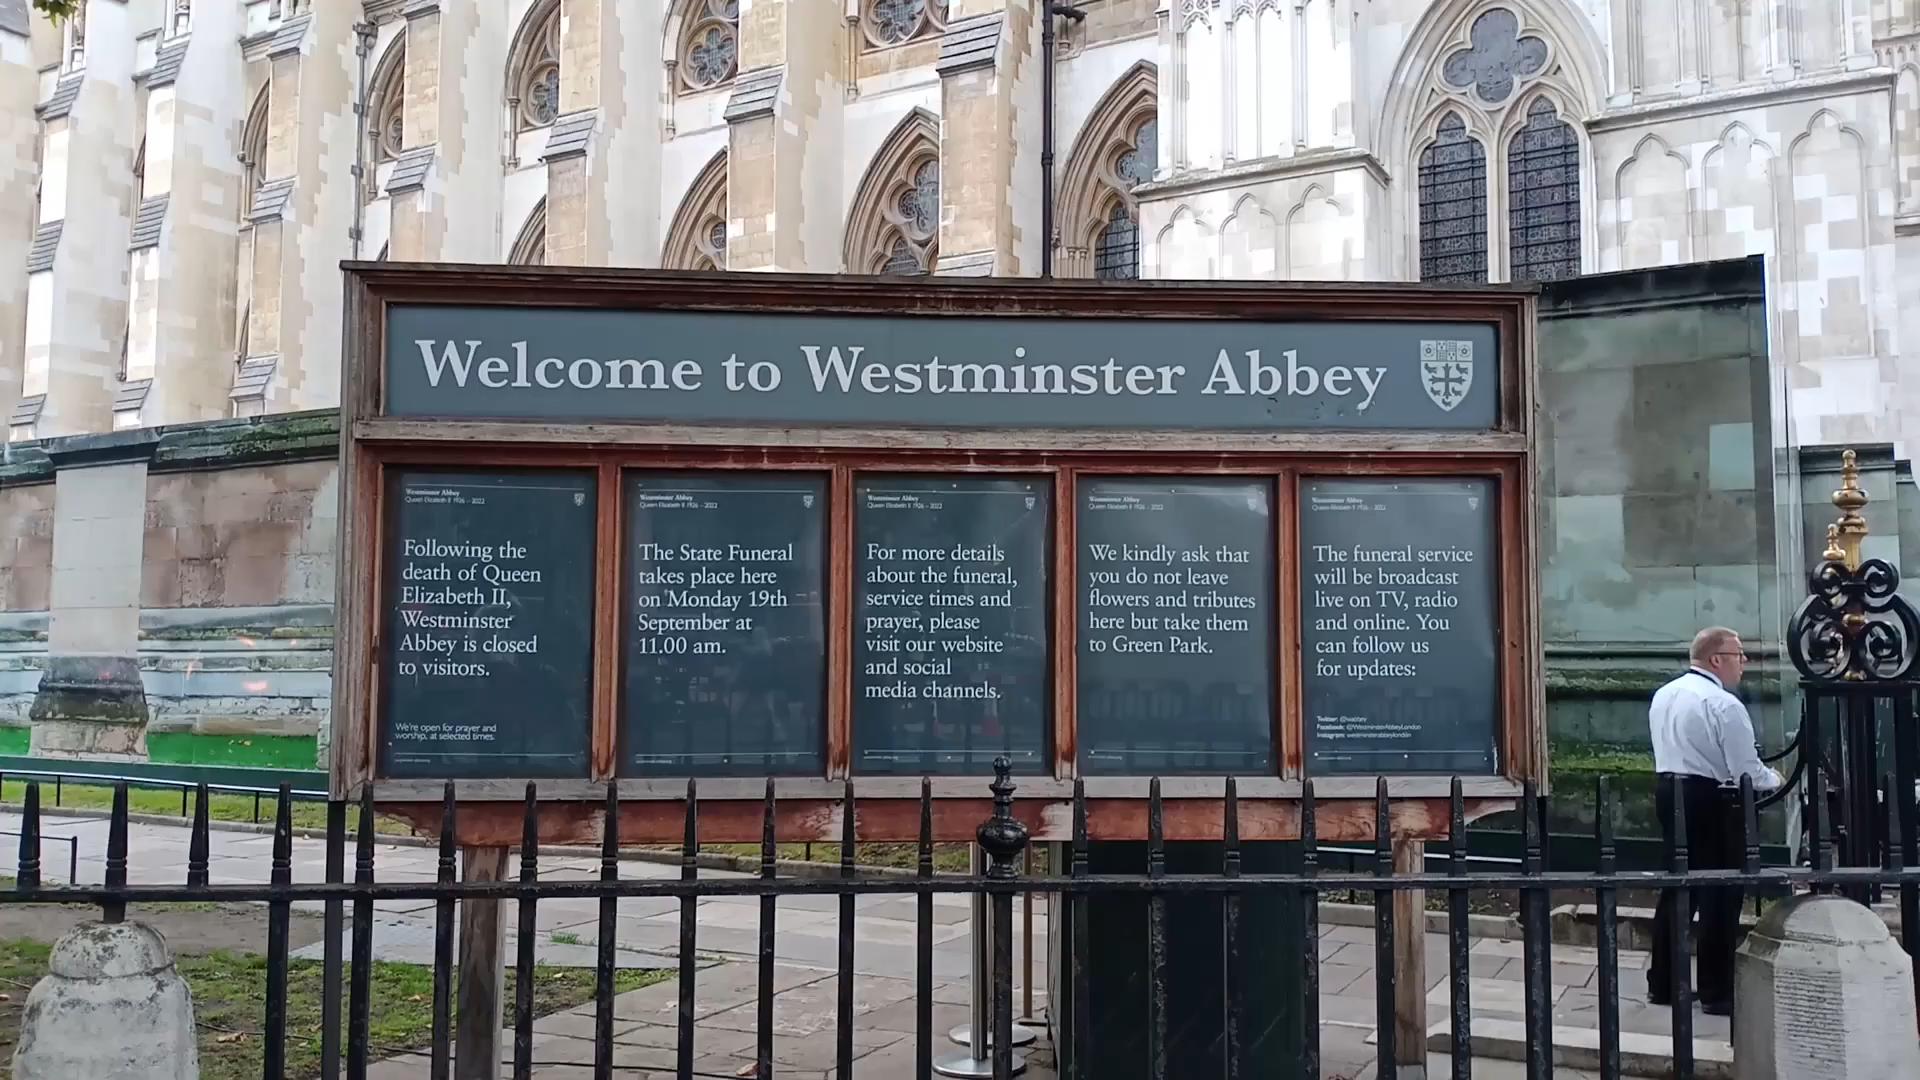 Welcome to Westminster Abbey
Westminster Abbey
Queen Elizabeth II 1926 – 2022
Following the
death of Queen
Elizabeth II,
Westminster
Abbey is closed
to visitors.
We're open for prayer and
worship, at selected times.
Westminster Abbey
Queen Elizabeth II 1926 – 2022
The State Funeral
takes place here
on Monday 19th
September at
11.00 am.
Westminster Abbey
Queen Elizabeth II 1926 – 2022
For more details
about the funeral,
service times and
prayer, please
visit our website
and social
media channels.
Westminster Abbey
Queen Elizabeth II 1926 – 2022
We kindly ask that
you do not leave
flowers and tributes
here but take them
to Green Park.
Westminster Abbey
Queen Elizabeth II 1926 – 2022
The funeral service
will be broadcast
live on TV, radio
and online. You
can follow us
for updates:
Twitter: @wabbey
Facebook: @WestminsterAbbeyLondon
Instagram: westminsterabbeylondon